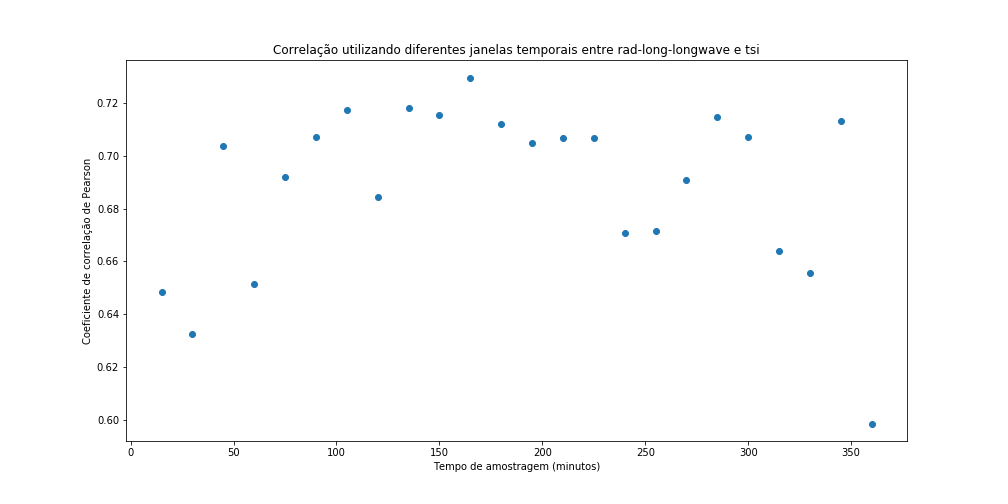 Correlação utilizando diferentes janelas temporais entre rad-long-longwave e tsi
Coeficiente de correlação de Pearson
0.72
0.70
0.68
0.66
0.64
0.62
0.60
0 50 100 150 200 250 300 350
Tempo de amostragem (minutos)